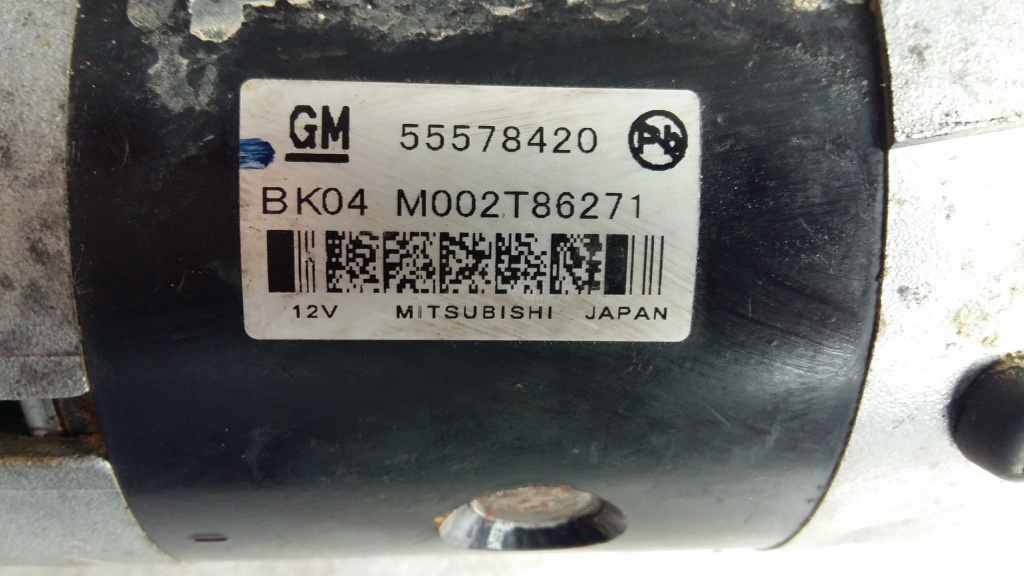 GM 55578420 Pb
BK04 M002T86271
12V MITSUBISHI JAPAN